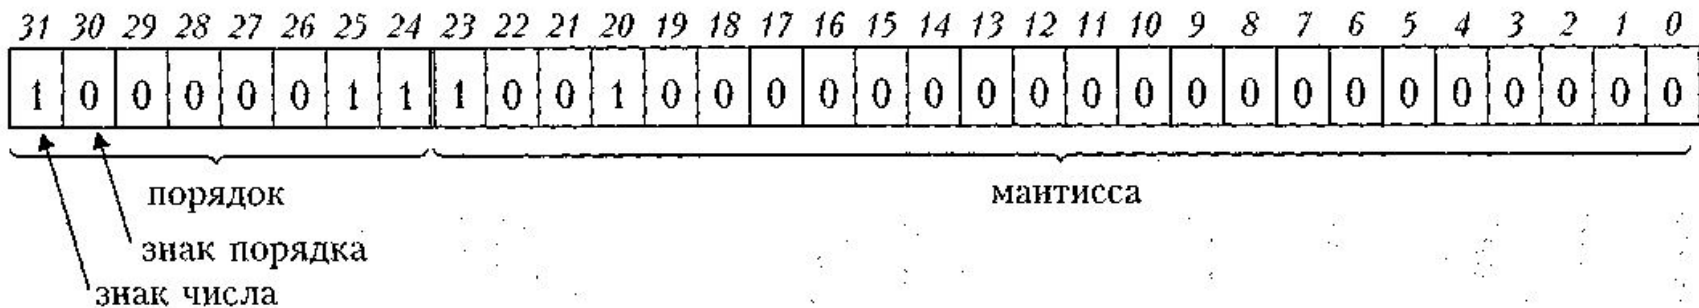 31 30 29 28 27 26 25 24 23 22 21 20 19 18 17 16 15 14 13 12 11 10 9 8 7 6 5 4 3 2 1 0
1 0 0 0 0 0 1 1 1 0 0 1 0 0 0 0 0 0 0 0 0 0 0 0 0 0 0 0 0 0 0 0
порядок мантисса
знак порядка
знак числа